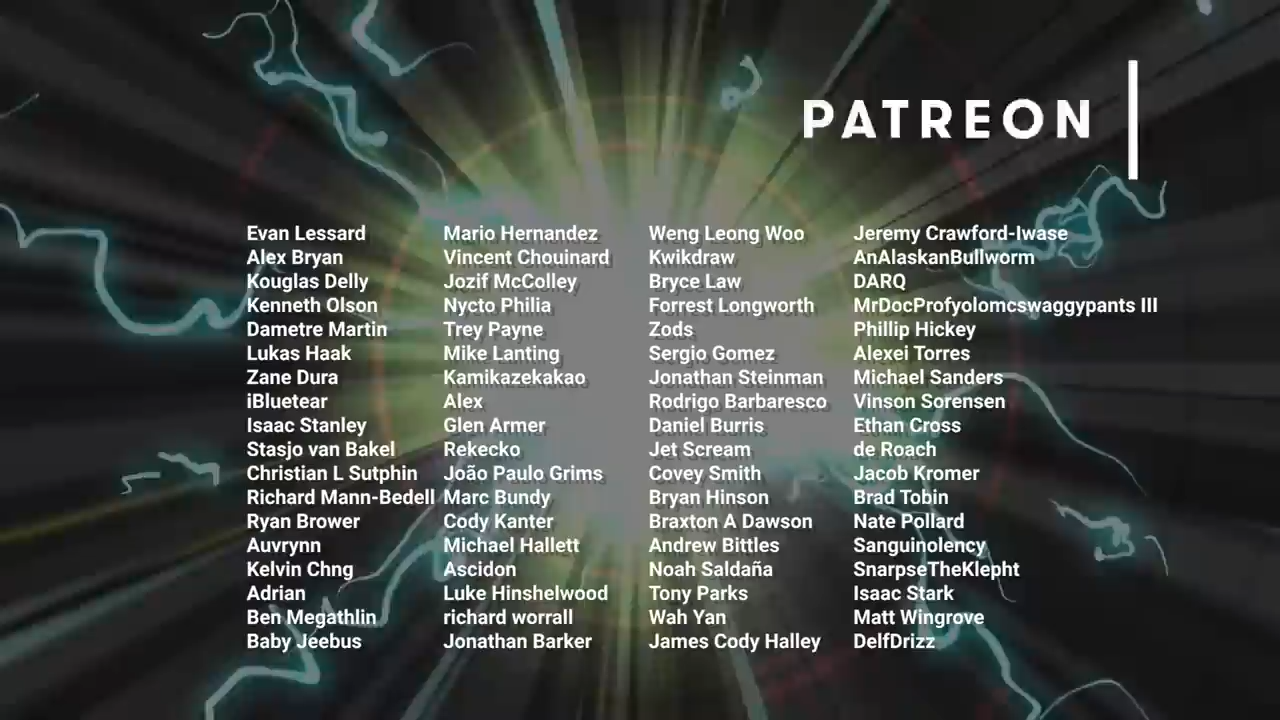 PATREON
Evan Lessard
Alex Bryan
Kouglas Delly
Kenneth Olson
Dametre Martin
Lukas Haak
Zane Dura
iBluetear
Isaac Stanley
Stasjo van Bakel
Christian L Sutphin
Richard Mann-Bedell
Ryan Brower
Auvrynn
Kelvin Chng
Adrian
Ben Megathlin
Baby Jeebus
Mario Hernandez
Vincent Chouinard
Jozif McColley
Nycto Philia
Trey Payne
Mike Lanting
Kamikazekakao
Alex
Glen Armer
Rekecko
João Paulo Grims
Marc Bundy
Cody Kanter
Michael Hallett
Ascidon
Luke Hinshelwood
richard worrall
Jonathan Barker
Weng Leong Woo
Kwikdraw
Bryce Law
Forrest Longworth
Zods
Sergio Gomez
Jonathan Steinman
Rodrigo Barbaresco
Daniel Burris
Jet Scream
Covey Smith
Bryan Hinson
Braxton A Dawson
Andrew Bittles
Noah Saldaña
Tony Parks
Wah Yan
James Cody Halley
Jeremy Crawford-Iwase
AnAlaskanBullworm
DARQ
MrDocProfyolomcswaggypants III
Phillip Hickey
Alexei Torres
Michael Sanders
Vinson Sorensen
Ethan Cross
de Roach
Jacob Kromer
Brad Tobin
Nate Pollard
Sanguinolency
SnarpseTheKlepht
Isaac Stark
Matt Wingrove
DelfDrizz